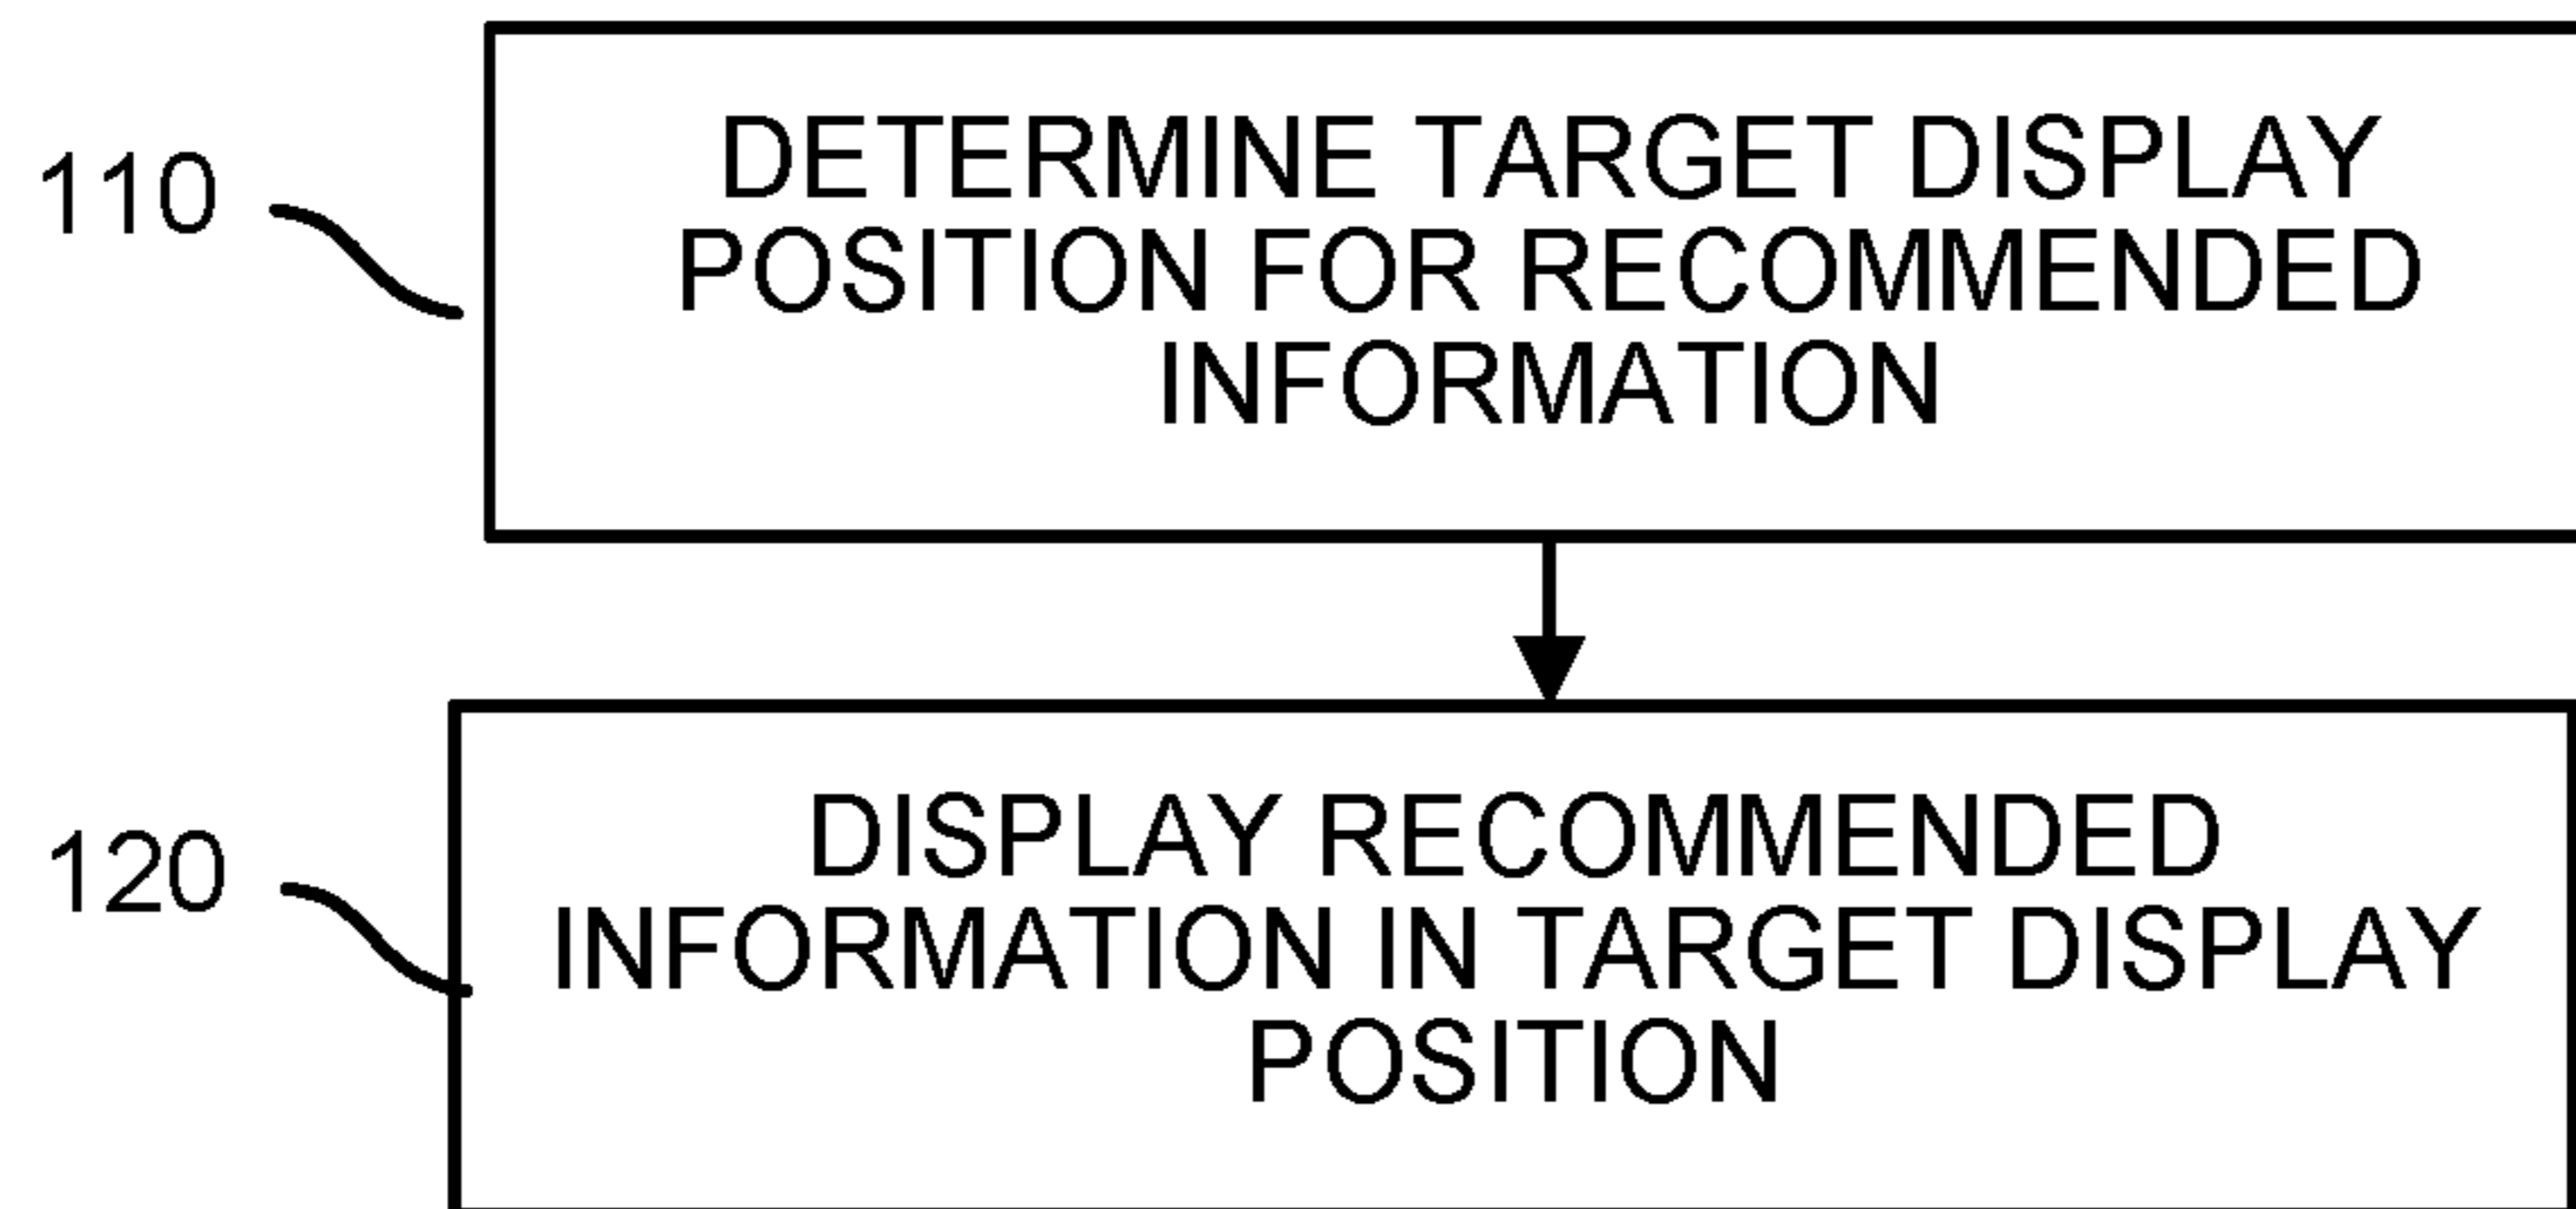 110
DETERMINE TARGET DISPLAY
POSITION FOR RECOMMENDED
INFORMATION
120
DISPLAY RECOMMENDED
INFORMATION IN TARGET DISPLAY
POSITION